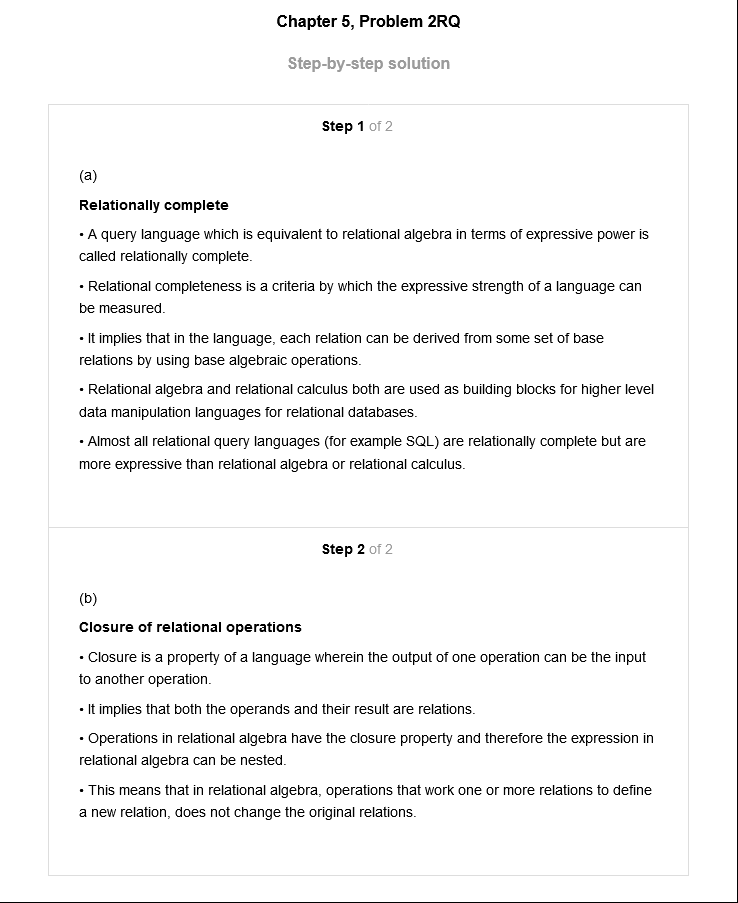 Chapter 5, Problem 2RQ
Step-by-step solution
Step 1 of 2
(a)
Relationally complete
• A query language which is equivalent to relational algebra in terms of expressive power is
called relationally complete.
• Relational completeness is a criteria by which the expressive strength of a language can
be measured.
• It implies that in the language, each relation can be derived from some set of base
relations by using base algebraic operations.
• Relational algebra and relational calculus both are used as building blocks for higher level
data manipulation languages for relational databases.
• Almost all relational query languages (for example SQL) are relationally complete but are
more expressive than relational algebra or relational calculus.
Step 2 of 2
(b)
Closure of relational operations
• Closure is a property of a language wherein the output of one operation can be the input
to another operation.
• It implies that both the operands and their result are relations.
• Operations in relational algebra have the closure property and therefore the expression in
relational algebra can be nested.
• This means that in relational algebra, operations that work one or more relations to define
a new relation, does not change the original relations.